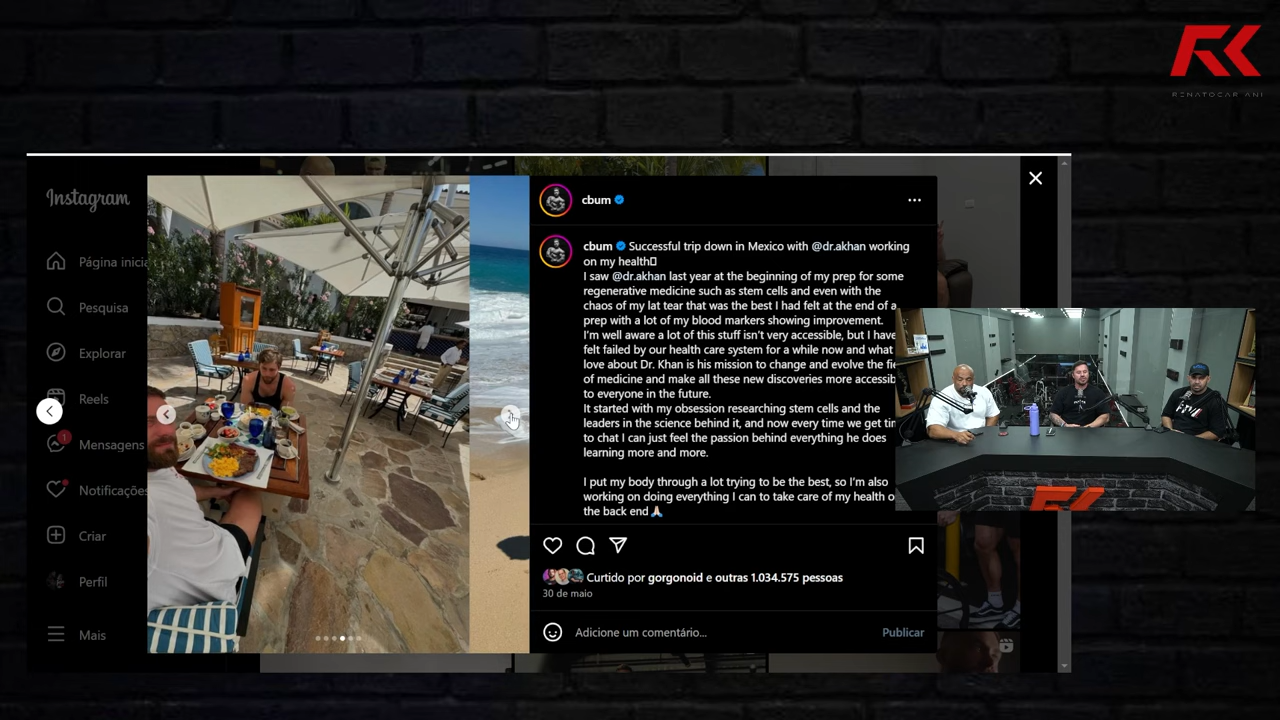 RK
RENATOCARIANI
Instagram
Página inicia
Pesquisa
Explorar
Reels
1
Mensagens
Notificações
Criar
Perfil
Mais
cbum
cbum Successful trip down in Mexico with @dr.akhan working
on my health
I saw @dr.akhan last year at the beginning of my prep for some
regenerative medicine such as stem cells and even with the
chaos of my lat tear that was the best I had felt at the end of a
prep with a lot of my blood markers showing improvement.
I'm well aware a lot of this stuff isn't very accessible, but I have
felt failed by our health care system for a while now and what
love about Dr. Khan is his mission to change and evolve the fie
of medicine and make all these new discoveries more accessib
to everyone in the future.
It started with my obsession researching stem cells and the
leaders in the science behind it, and now every time we get tim
to chat I can just feel the passion behind everything he does
learning more and more.
I put my body through a lot trying to be the best, so I'm also
working on doing everything I can to take care of my health o
the back end🙏🏻
Curtido por gorgonoid e outras 1.034.575 pessoas
30 de maio
Adicione um comentário...
Publicar
RK